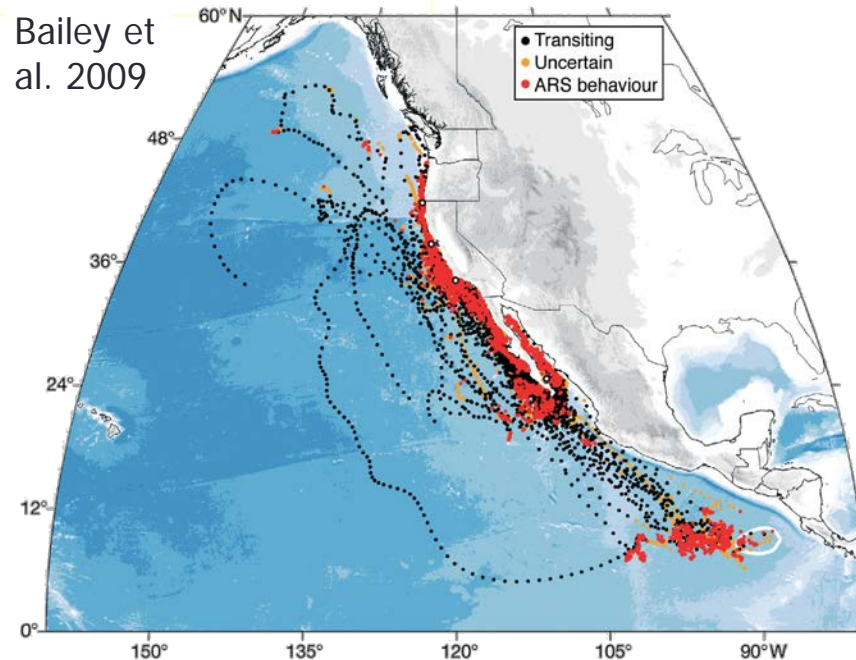 Bailey et
al. 2009
60° N
Transiting
Uncertain
ARS behaviour
48°
36°
24°
12°
0°
150°
135°
120°
105°
90°W